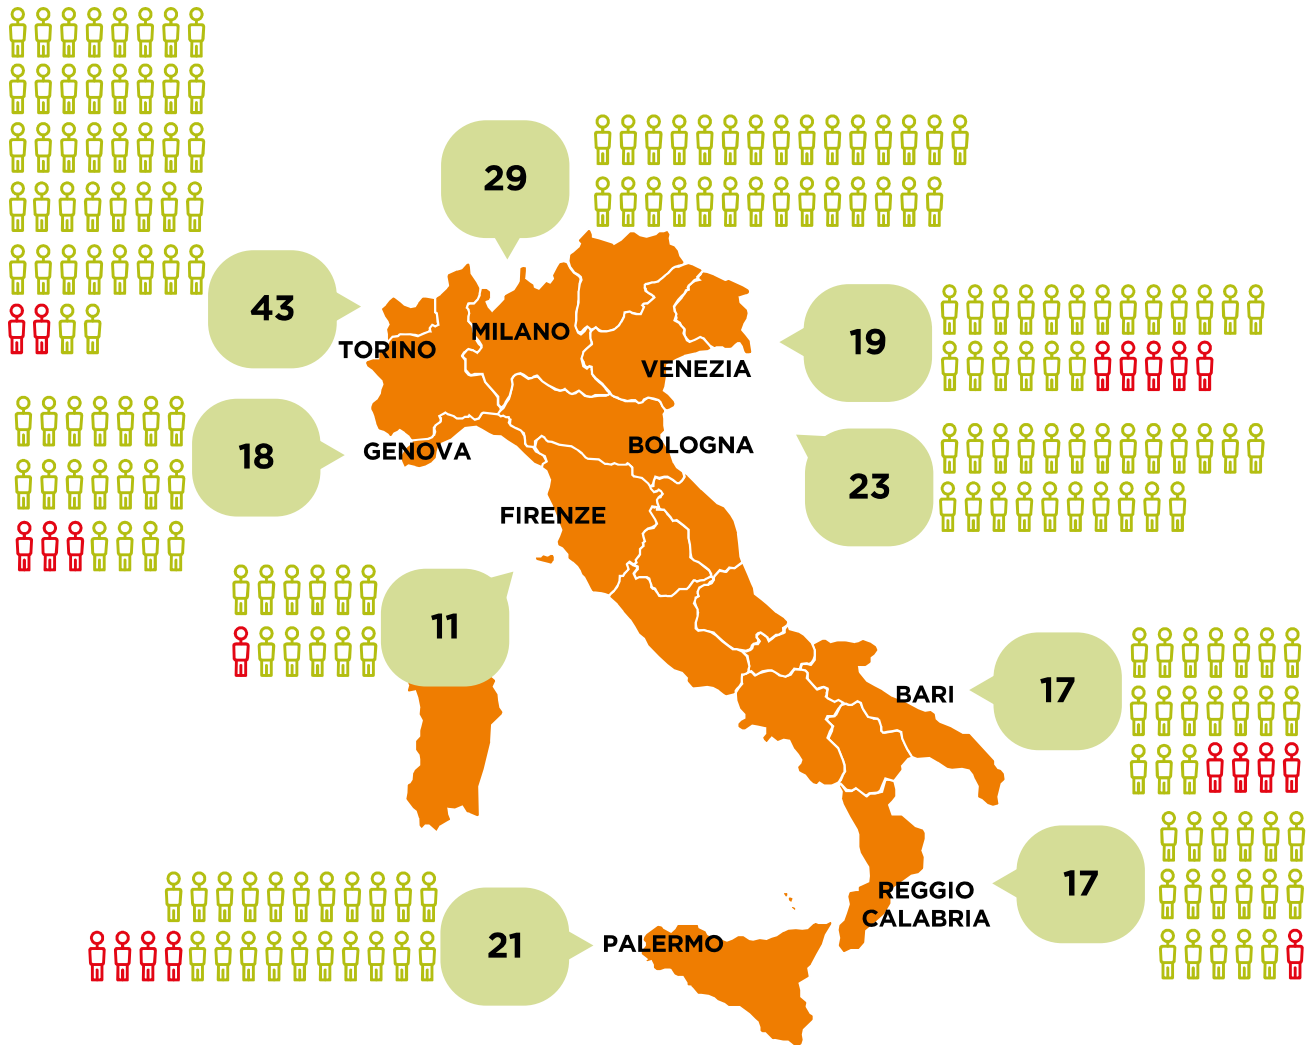 29
43
MILANO
TORINO
19
VENEZIA
18
GENOVA
BOLOGNA
23
FIRENZE
11
BARI
17
REGGIO
CALABRIA
17
21
PALERMO